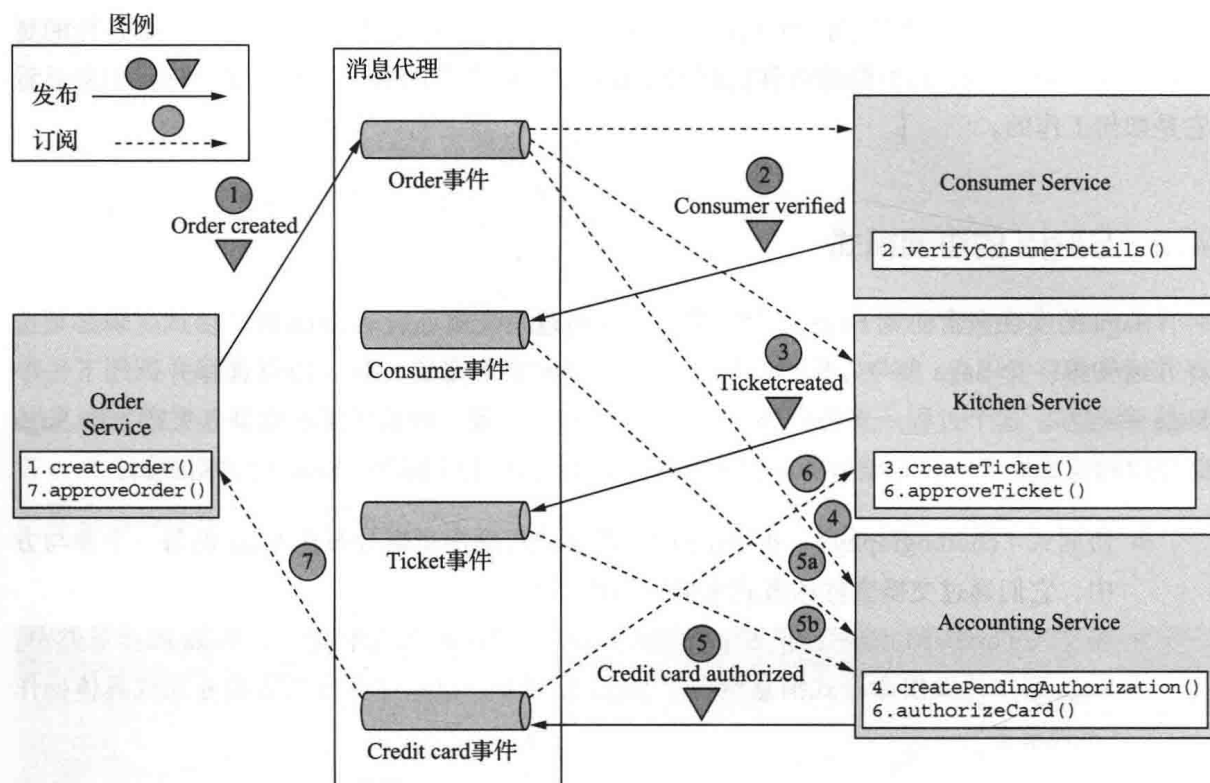 图例
发布
订阅
消息代理
Order事件
Consumer事件
Ticket事件
Credit card事件
1
Order created
2
Consumer verified
3
Ticketcreated
4
5a
5b
5
Credit card authorized
6
7
Order
Service
1.createOrder()
7.approveOrder()
Consumer Service
2.verifyConsumerDetails()
Kitchen Service
3.createTicket()
6.approveTicket()
Accounting Service
4.createPendingAuthorization()
6.authorizeCard()